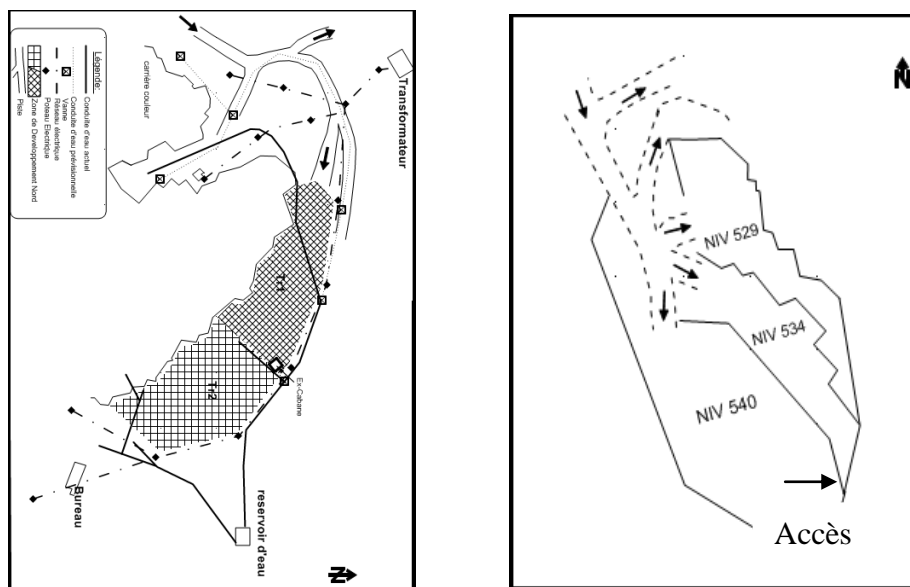 Légende:
Conduite d'eau actuel
Conduite d'eau prévisionnelle
Vanne
Réseau électrique
Poteau Electrique
Zone de Developpement Nord
Piste
carrière couleur
Transformateur
Tr1
Ex-Cabane
Tr2
Bureau
reservoir d'eau
N
N
NIV 529
NIV 534
NIV 540
Accès